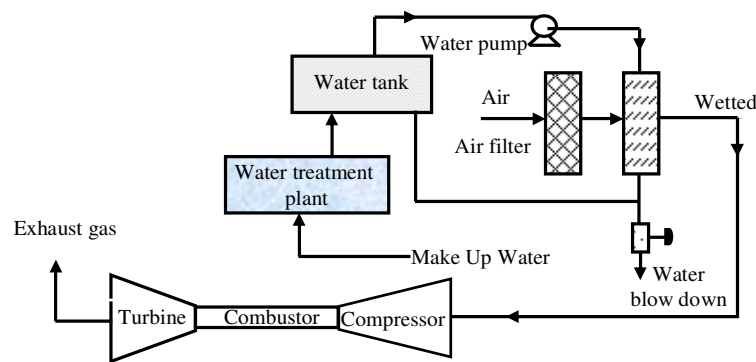 Water pump
Water tank
Air
Wetted
Air filter
Water treatment
plant
Exhaust gas
Make Up Water
Water
blow down
Turbine
Combustor
Compressor